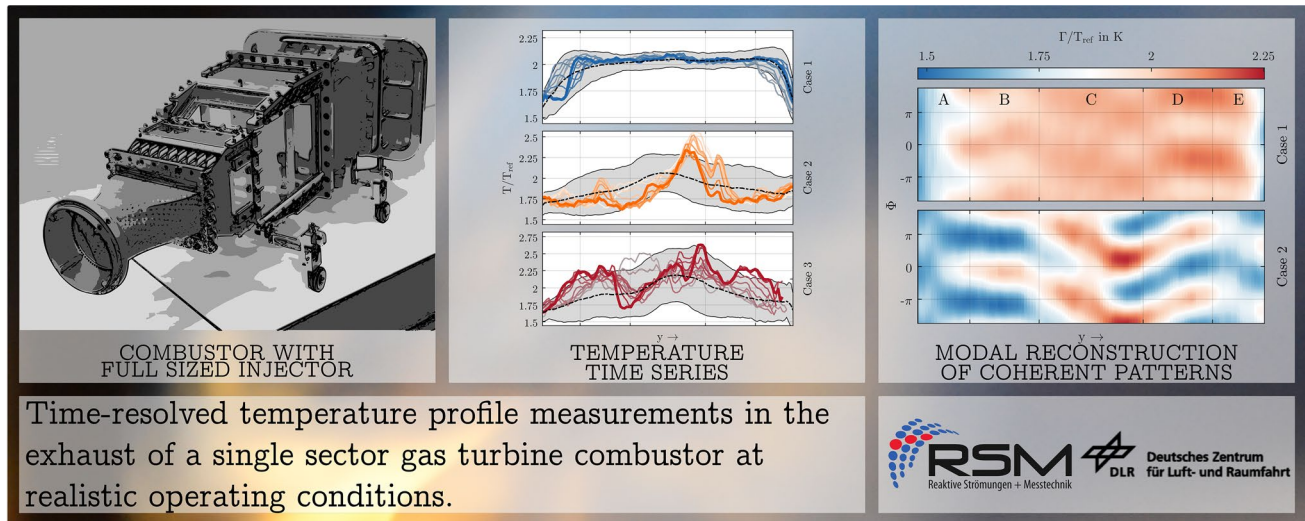 COMBUSTOR WITH
FULL SIZED INJECTOR
2.25
2
1.75
1.5
Case 1
T/Tref
2.5
2.25
2
1.75
1.5
Case 2
2.5
2.25
2
1.75
1.5
Case 3
y →
TEMPERATURE
TIME SERIES
Γ/Tref in K
1.5 1.75 2 2.25
A B C D E
π
0
-π
Case 1
Φ
π
0
-π
Case 2
y →
MODAL RECONSTRUCTION
OF COHERENT PATTERNS
Time-resolved temperature profile measurements in the
exhaust of a single sector gas turbine combustor at
realistic operating conditions.
RSM
Reaktive Strömungen + Messtechnik
DLR
Deutsches Zentrum
für Luft- und Raumfahrt